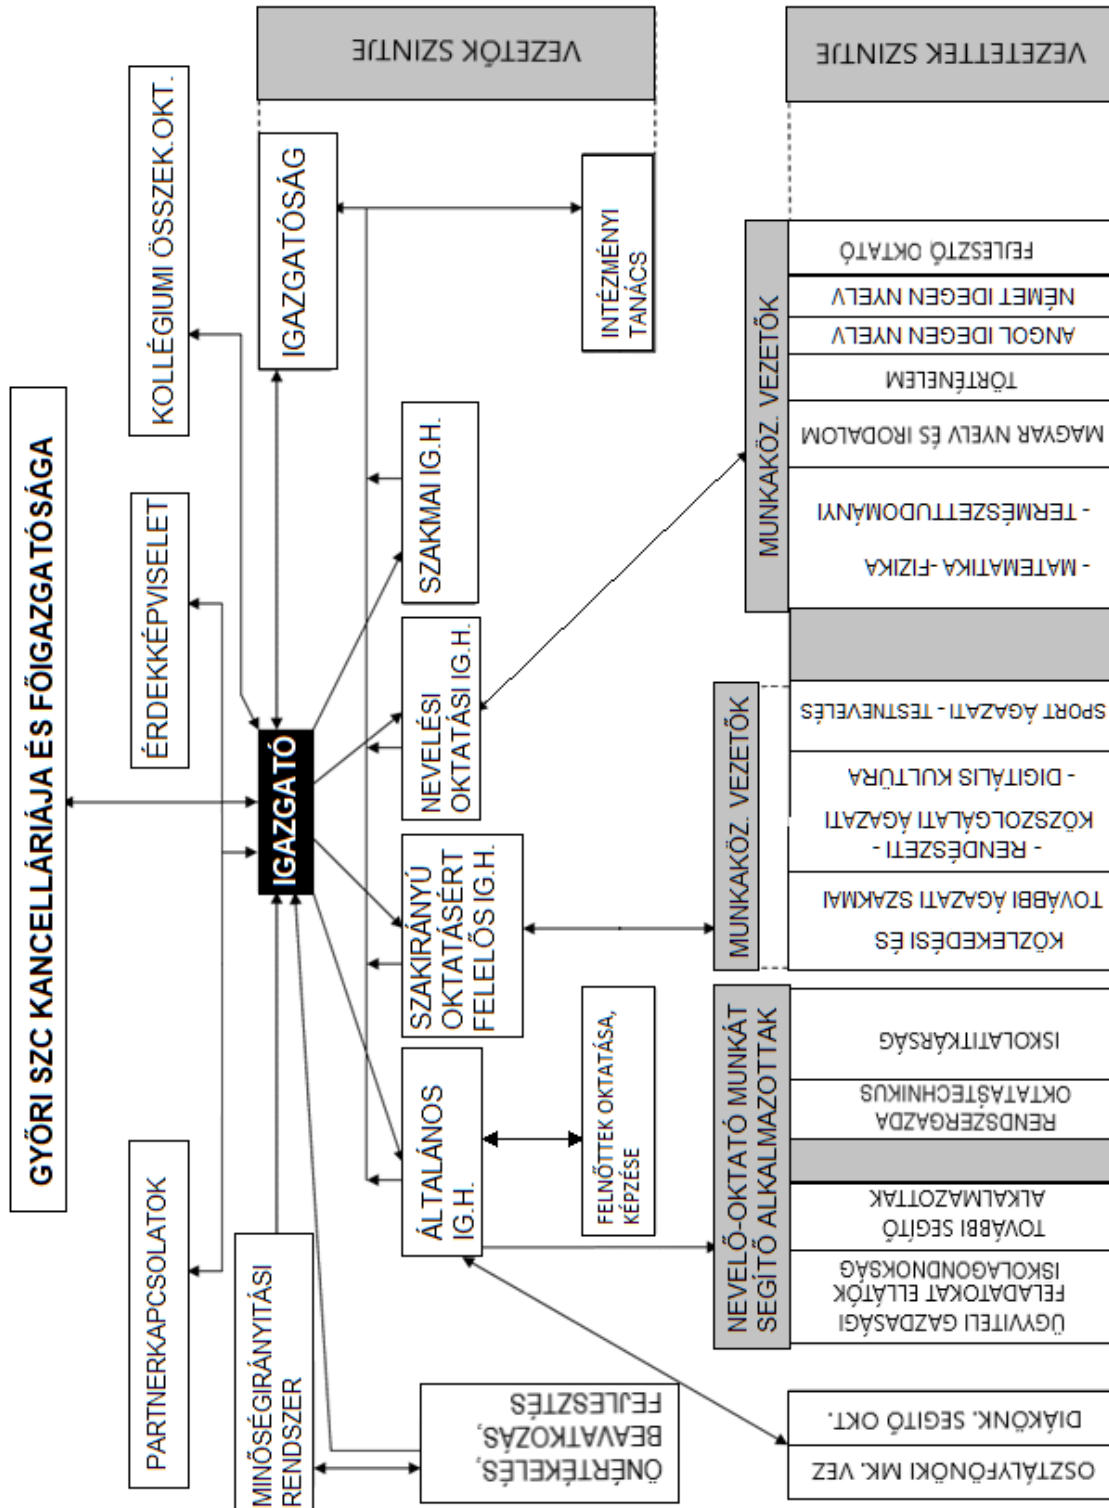 GYŐRI SZC KANCELLÁRIÁJA ÉS FŐIGAZGATÓSÁGA
PARTNERKAPCSOLATOK
ÉRDEKKÉPVISELET
KOLLÉGIUMI ÖSSZEK.OKT.
MINŐSÉGIRÁNYITÁSI
RENDSZER
IGAZGATÓ
IGAZGATÓSÁG
VEZETŐK SZINTJE
ÖNÉRTÉKELÉS,
BEAVATKOZÁS,
FEJLESZTÉS
ÁLTALÁNOS
IG.H.
SZAKIRÁNYÚ
OKTATÁSÉRT
FELELŐS IG.H.
NEVELÉSI
OKTATÁSI IG.H.
SZAKMAI IG.H.
FELNŐTTEK OKTATÁSA,
KÉPZÉSE
INTÉZMÉNYI
TANÁCS
NEVELŐ-OKTATÓ MUNKÁT
SEGÍTŐ ALKALMAZOTTAK
MUNKAKÖZ. VEZETŐK
MUNKAKÖZ. VEZETŐK
VEZETETTEK SZINTJE
OSZTÁLYFŐNÖKI MK. VEZ
DIÁKÖNK. SEGITŐ OKT.
ÜGYVITELI GAZDASÁGI
FELADATOKAT ELLÁTÓK
ISKOLAGONDNOKSÁG
TOVÁBBI SEGÍTŐ
ALKALMAZOTTAK
RENDSZERGAZDA
OKTATÁSTECHNIKUS
ISKOLATITKÁRSÁG
KÖZLEKEDÉSI ÉS
TOVÁBBI ÁGAZATI SZAKMAI
- RENDÉSZETI -
KÖZSZOLGÁLATI ÁGAZATI
- DIGITÁLIS KULTÚRA
SPORT ÁGAZATI - TESTNEVELÉS
- MATEMATIKA -FIZIKA
- TERMÉSZETTUDOMÁNYI
MAGYAR NYELV ÉS IRODALOM
TÖRTÉNELEM
ANGOL IDEGEN NYELV
NÉMET IDEGEN NYELV
FEJLESZTŐ OKTATÓ